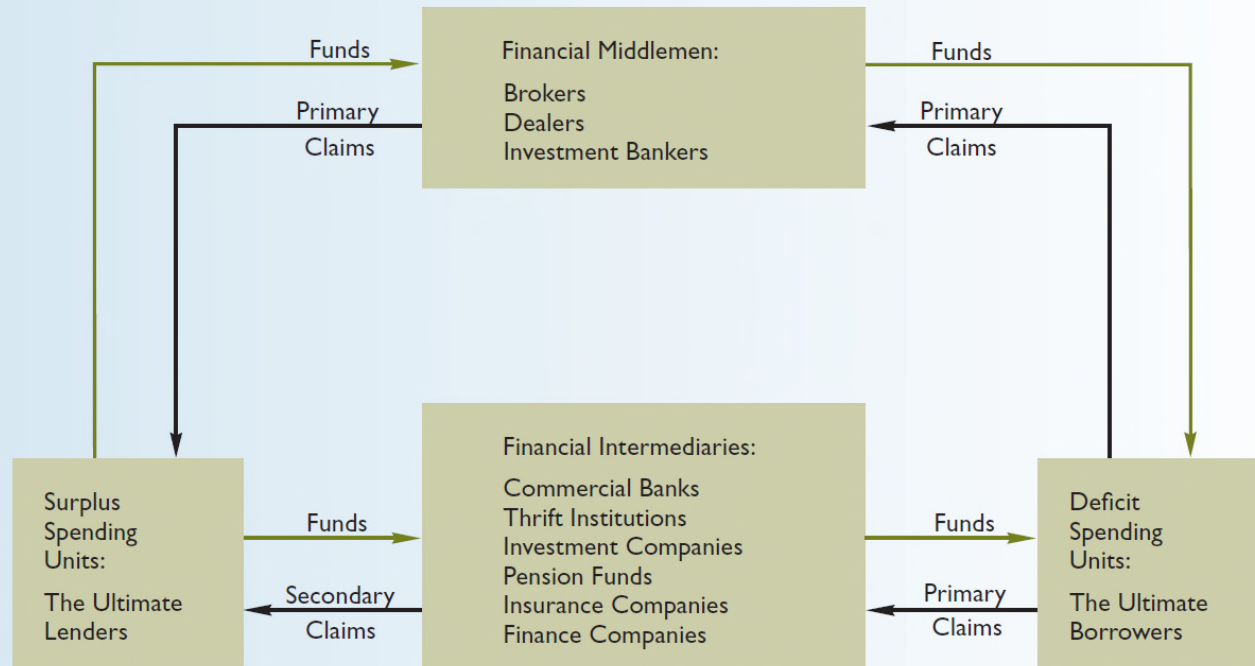 Funds
Financial Middlemen:
Funds
Brokers
Dealers
Investment Bankers
Primary
Claims
Primary
Claims
Surplus
Spending
Units:
The Ultimate
Lenders
Funds
Secondary
Claims
Financial Intermediaries:
Commercial Banks
Thrift Institutions
Investment Companies
Pension Funds
Insurance Companies
Finance Companies
Funds
Primary
Claims
Deficit
Spending
Units:
The Ultimate
Borrowers